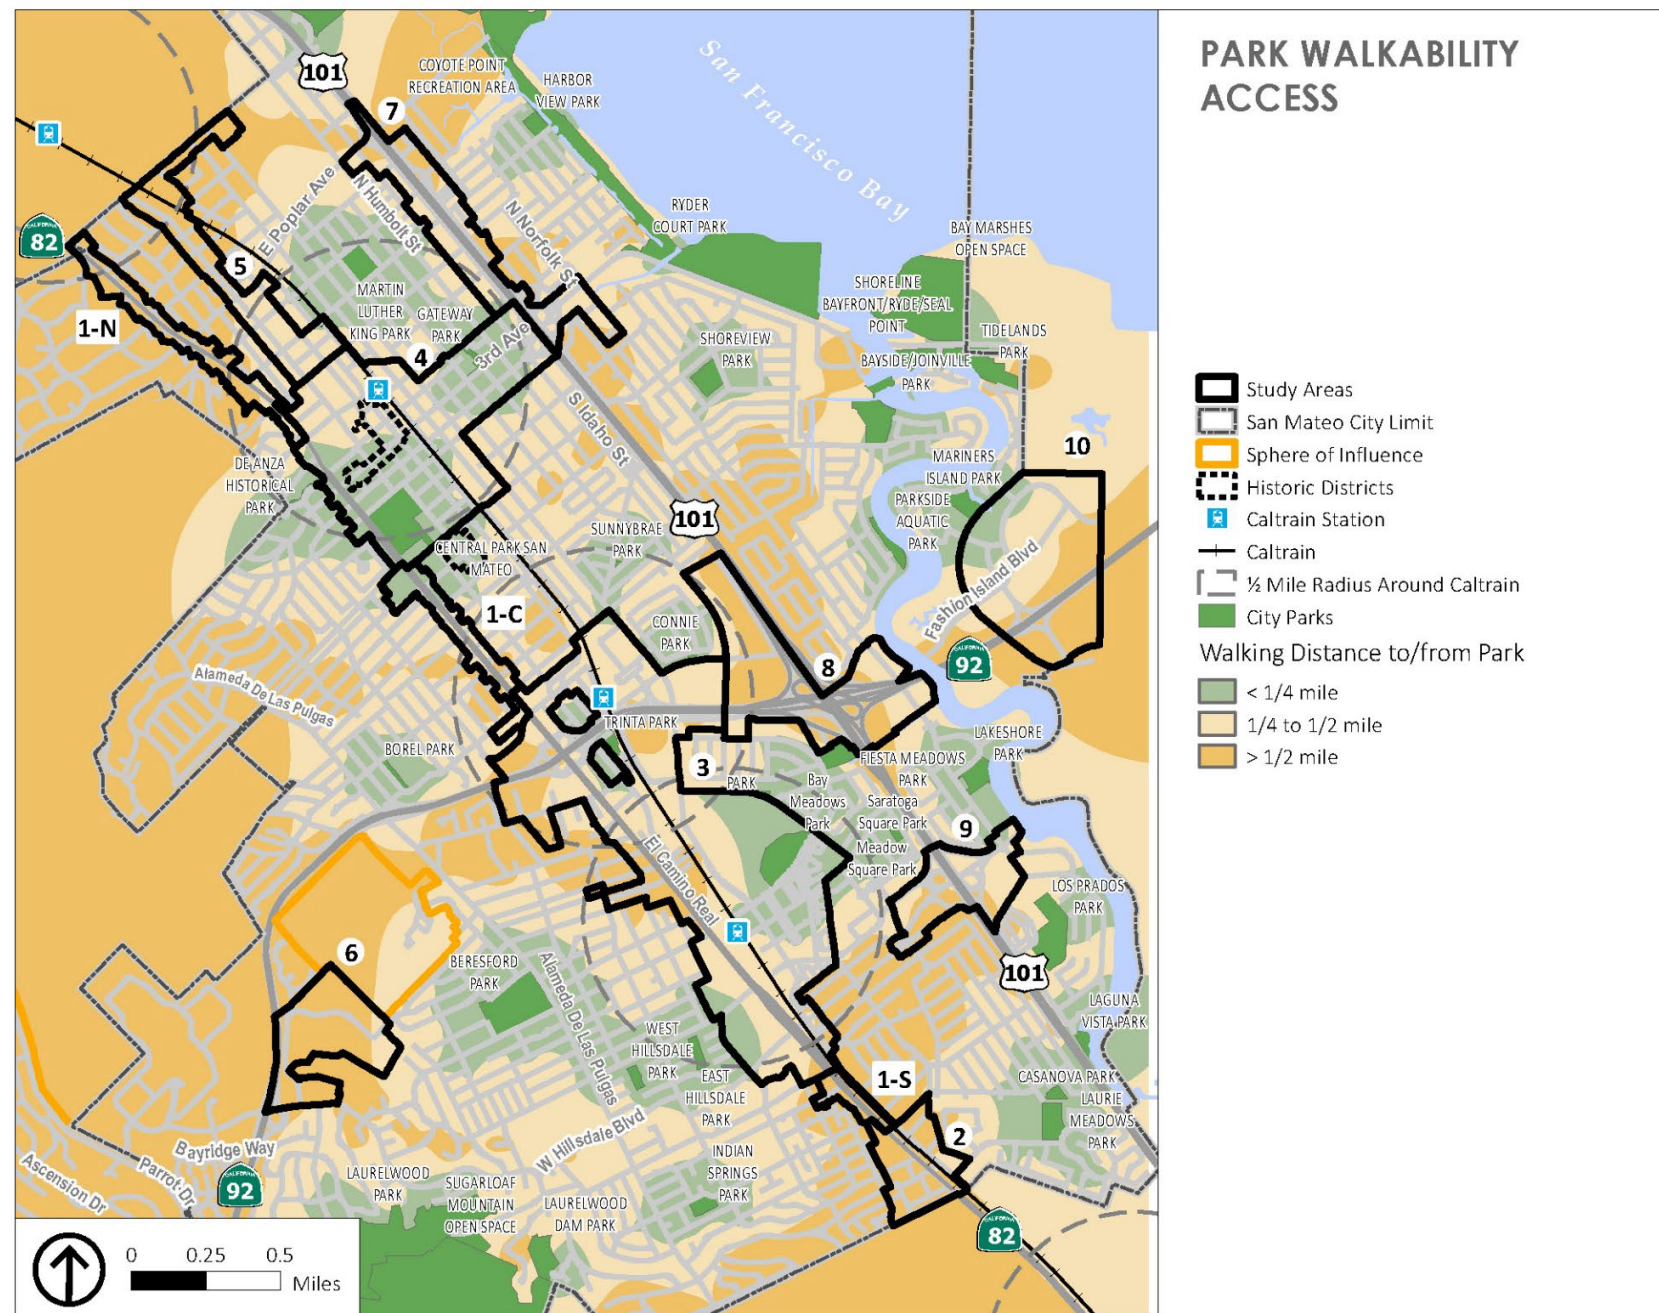 PARK WALKABILITY
ACCESS
San Francisco Bay
101
COYOTE POINT
RECREATION AREA
HARBOR
VIEW PARK
7
CALIFORNIA
82
E Poplar Ave
N Humbolt St
N Norfolk St
RYDER
COURT PARK
BAY MARSHES
OPEN SPACE
5
1-N
MARTIN
LUTHER
KING PARK
GATEWAY
PARK
4
3rd Ave
SHORELINE
BAYFRONT/RYDE/SEAL
POINT
TIDELANDS
PARK
SHOREVIEW
PARK
BAYSIDE/JOINVILLE
PARK
S Idaho St
DE ANZA
HISTORICAL
PARK
MARINERS
ISLAND PARK
10
PARKSIDE
AQUATIC
PARK
101
SUNNYBRAE
PARK
CENTRAL PARK SAN
MATEO
Fashion Island Blvd
1-C
CONNIE
PARK
8
CALIFORNIA
92
Alameda De Las Pulgas
TRINTA PARK
BOREL PARK
LAKESHORE
PARK
3
PARK
FIESTA MEADOWS
PARK
Bay
Meadows
Park
Saratoga
Square Park
Meadow
Square Park
9
El Camino Real
LOS PRADOS
PARK
6
BERESFORD
PARK
Alameda De Las Pulgas
101
LAGUNA
VISTA PARK
WEST
HILLSDALE
PARK
EAST
HILLSDALE
PARK
1-S
CASANOVA PARK
LAURIE
MEADOWS
PARK
2
W Hillsdale Blvd
INDIAN
SPRINGS
PARK
Bayridge Way
Ascension Dr
Parrot Dr
CALIFORNIA
92
LAURELWOOD
PARK
SUGARLOAF
MOUNTAIN
OPEN SPACE
LAURELWOOD
DAM PARK
CALIFORNIA
82
0 0.25 0.5
Miles
Study Areas
San Mateo City Limit
Sphere of Influence
Historic Districts
Caltrain Station
Caltrain
½ Mile Radius Around Caltrain
City Parks
Walking Distance to/from Park
< 1/4 mile
1/4 to 1/2 mile
> 1/2 mile